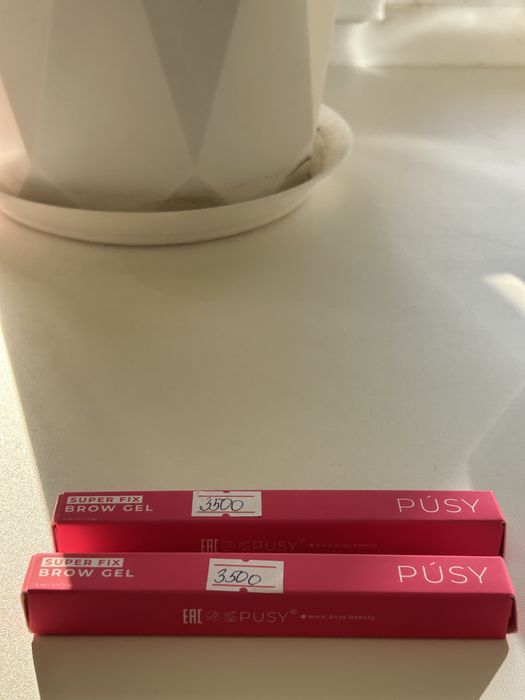 SUPER FIX
BROW GEL
3500
PÚSY
EAC PUSY® www.pusy.beauty
SUPER FIX
BROW GEL
3500
PÚSY
EAC PUSY® www.pusy.beauty